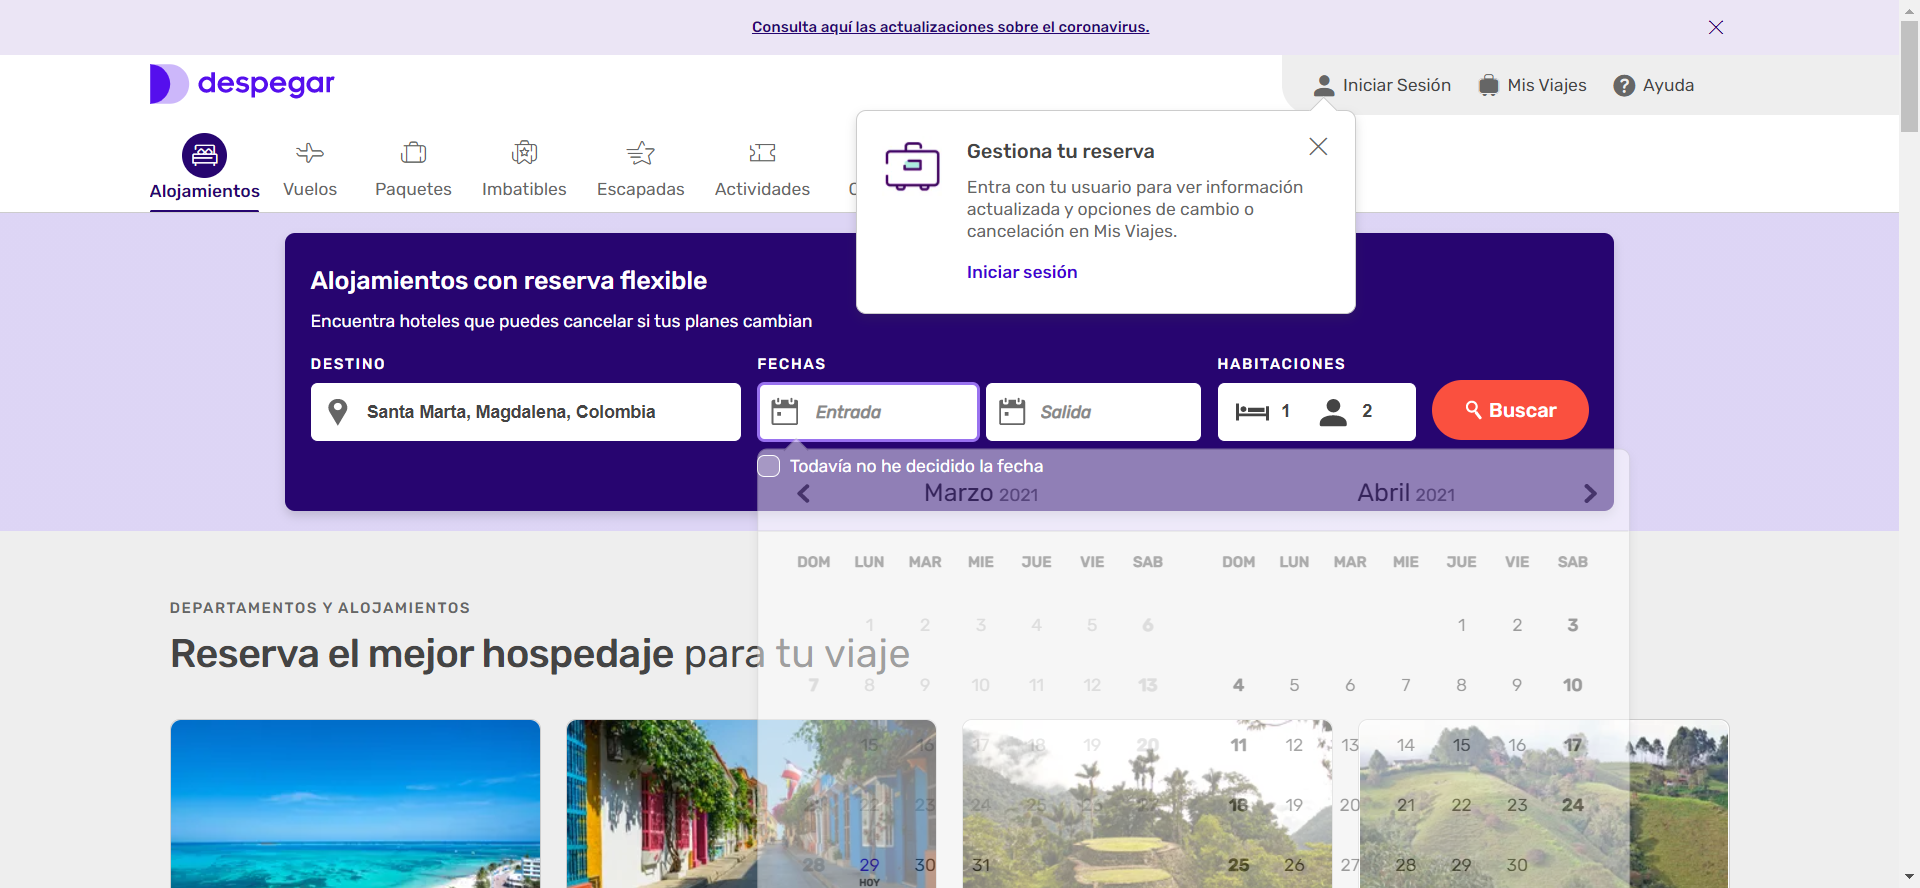 Consulta aquí las actualizaciones sobre el coronavirus.
despegar
Iniciar Sesión
Mis Viajes
Ayuda
Alojamientos
Vuelos
Paquetes
Imbatibles
Escapadas
Actividades
Gestiona tu reserva
Entra con tu usuario para ver información
actualizada y opciones de cambio o
cancelación en Mis Viajes.
Iniciar sesión
Alojamientos con reserva flexible
Encuentra hoteles que puedes cancelar si tus planes cambian
DESTINO
FECHAS
HABITACIONES
Santa Marta, Magdalena, Colombia
Entrada
Salida
1
2
Buscar
Todavía no he decidido la fecha
Marzo 2021
Abril 2021
DOM LUN MAR MIE JUE VIE SAB
DOM LUN MAR MIE JUE VIE SAB
1 2 3 4 5 6
1 2 3
7 8 9 10 11 12 13
4 5 6 7 8 9 10
15 16 17 18 19 20
11 12 13 14 15 16 17
22 23 24 25
18 19 20 21 22 23 24
28 29 30 31
HOY
25 26 27 28 29 30
DEPARTAMENTOS Y ALOJAMIENTOS
Reserva el mejor hospedaje para tu viaje